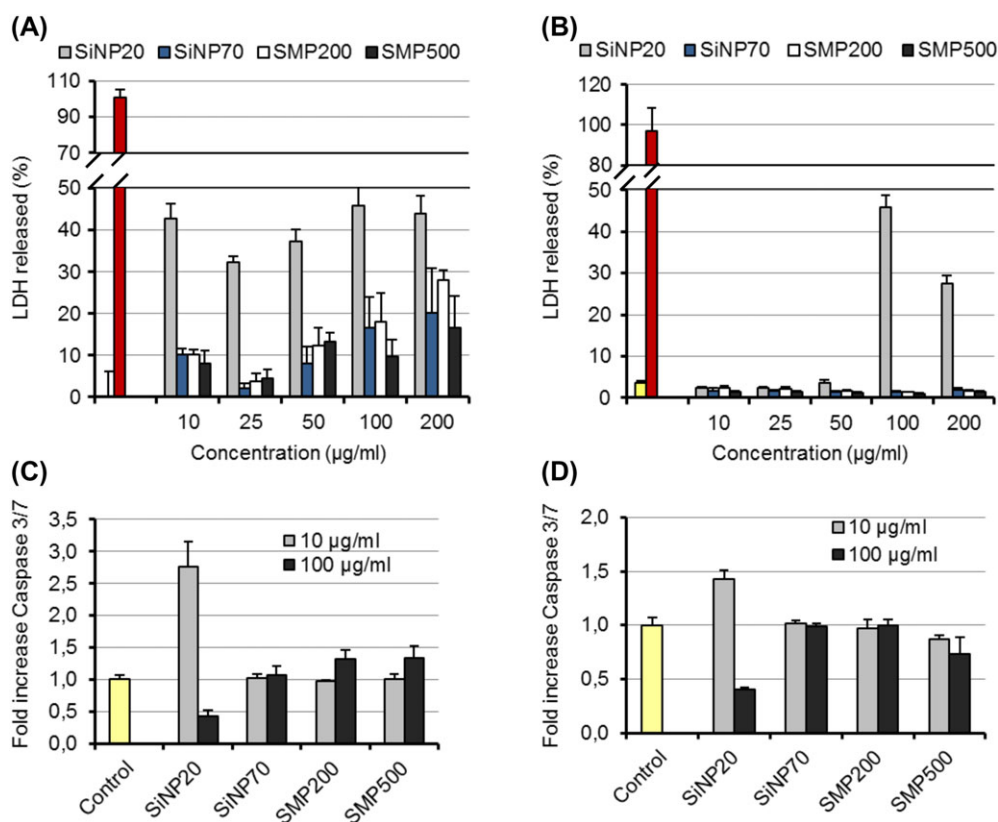 (A)
SiNP20 SiNP70 SMP200 SMP500
110
90
70
50
40
30
20
10
0
LDH released (%)
10 25 50 100 200
Concentration (µg/ml)
(B)
SiNP20 SiNP70 SMP200 SMP500
120
100
80
60
50
40
30
20
10
0
LDH released (%)
10 25 50 100 200
Concentration (µg/ml)
(C)
3,5
3,0
2,5
2,0
1,5
1,0
0,5
0,0
Fold increase Caspase 3/7
10 µg/ml
100 µg/ml
Control SiNP20 SiNP70 SMP200 SMP500
(D)
2,0
1,5
1,0
0,5
0,0
Fold increase Caspase 3/7
10 µg/ml
100 µg/ml
Control SiNP20 SiNP70 SMP200 SMP500